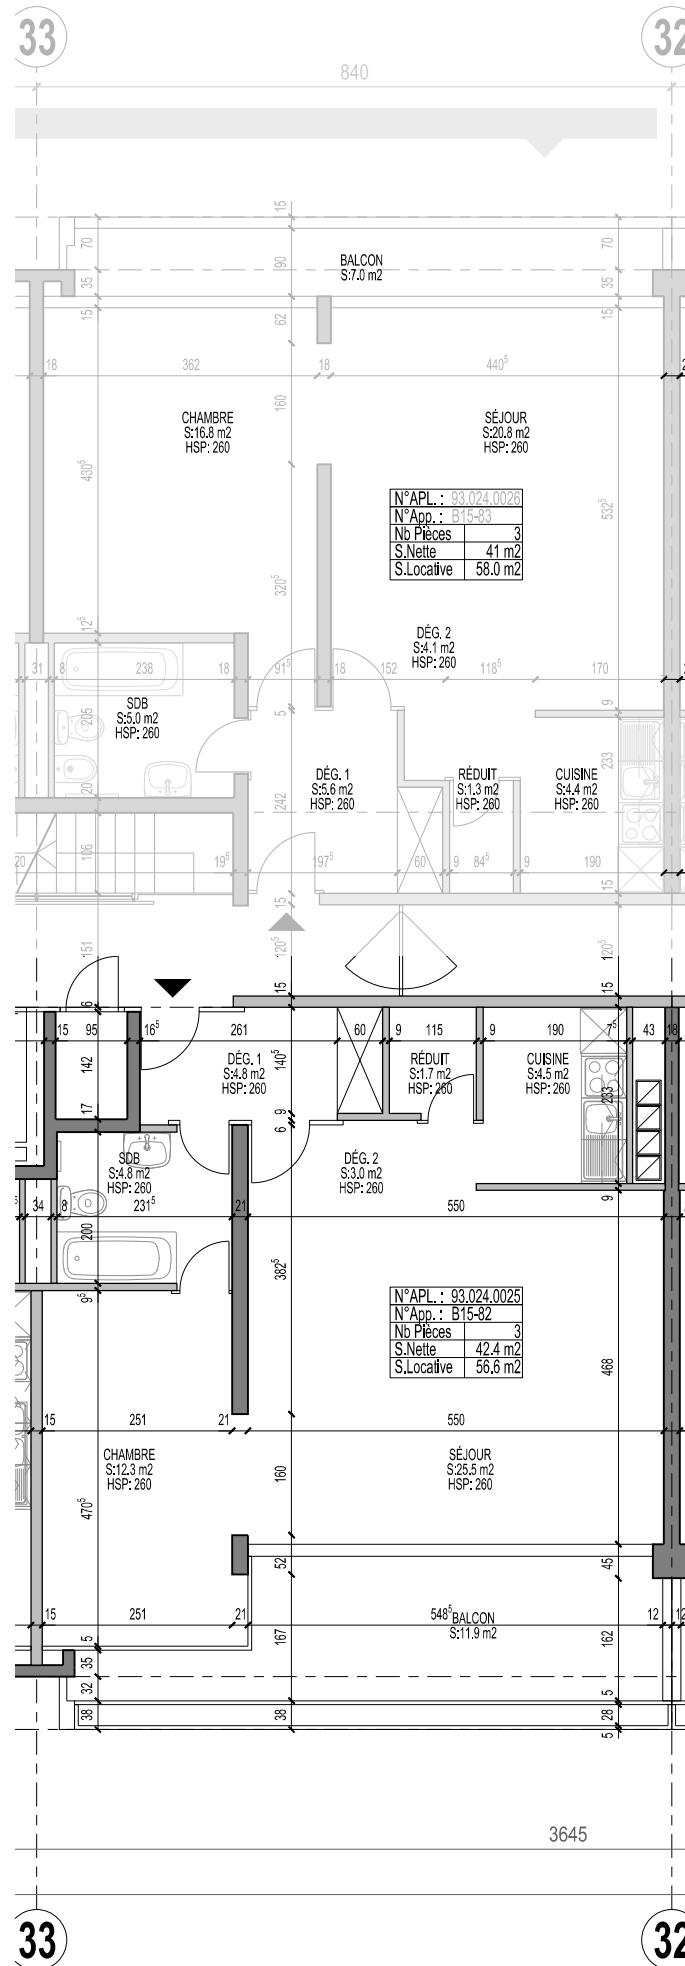 33
32
840
15
70
90
70
BALCON
S:7.0 m2
35
35
15
62
15
18
362
18
440⁵
160
CHAMBRE
S:16.8 m2
HSP: 260
SÉJOUR
S:20.8 m2
HSP: 260
430⁵
532⁵
N°APL. : 93.024.0026
N°App. : B15-83
Nb Pièces 3
S.Nette 41 m2
S.Locative 58.0 m2
320⁵
12⁵
DÉG. 2
S:4.1 m2
HSP: 260
31
8
238
18
91⁵
18
152
118⁵
170
SDB
S:5.0 m2
HSP: 260
205
5
9
233
20
242
DÉG. 1
S:5.6 m2
HSP: 260
RÉDUIT
S:1.3 m2
HSP: 260
CUISINE
S:4.4 m2
HSP: 260
106
20
19⁵
197⁵
60
9
84⁵
9
190
15
15
151
120⁵
120⁵
6
15
15
15
95
16⁵
261
60
9
115
9
190
7⁵
43
18
142
140⁵
DÉG. 1
S:4.8 m2
HSP: 260
RÉDUIT
S:1.7 m2
HSP: 260
CUISINE
S:4.5 m2
HSP: 260
233
17
9
6
SDB
S:4.8 m2
HSP: 260
DÉG. 2
S:3.0 m2
HSP: 260
34
8
231⁵
21
550
9
200
382⁵
9⁵
N°APL. : 93.024.0025
N°App. : B15-82
Nb Pièces 3
S.Nette 42.4 m2
S.Locative 56.6 m2
468
15
251
21
550
CHAMBRE
S:12.3 m2
HSP: 260
160
SÉJOUR
S:25.5 m2
HSP: 260
470⁵
52
45
15
251
21
548⁵
BALCON
S:11.9 m2
12
12
5
167
162
35
32
5
38
38
28
5
3645
33
32